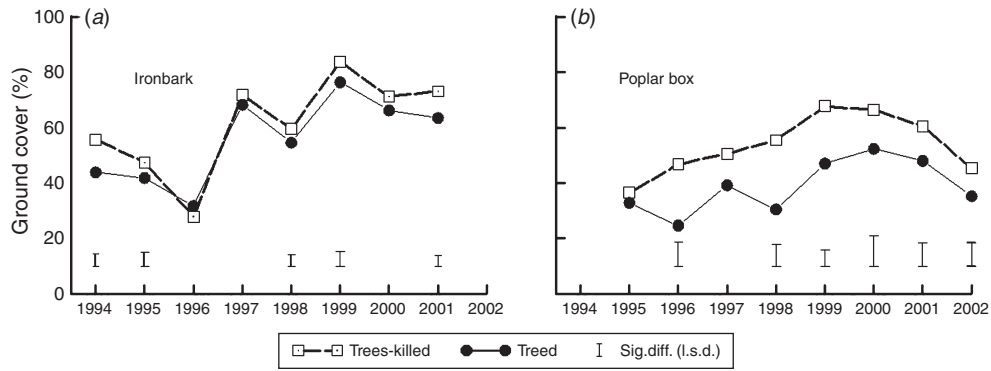 (a)
(b)
100
80
60
40
20
0
Ground cover (%)
Ironbark
Poplar box
1994 1995 1996 1997 1998 1999 2000 2001 2002
1994 1995 1996 1997 1998 1999 2000 2001 2002
Trees-killed Treed Sig.diff. (l.s.d.)